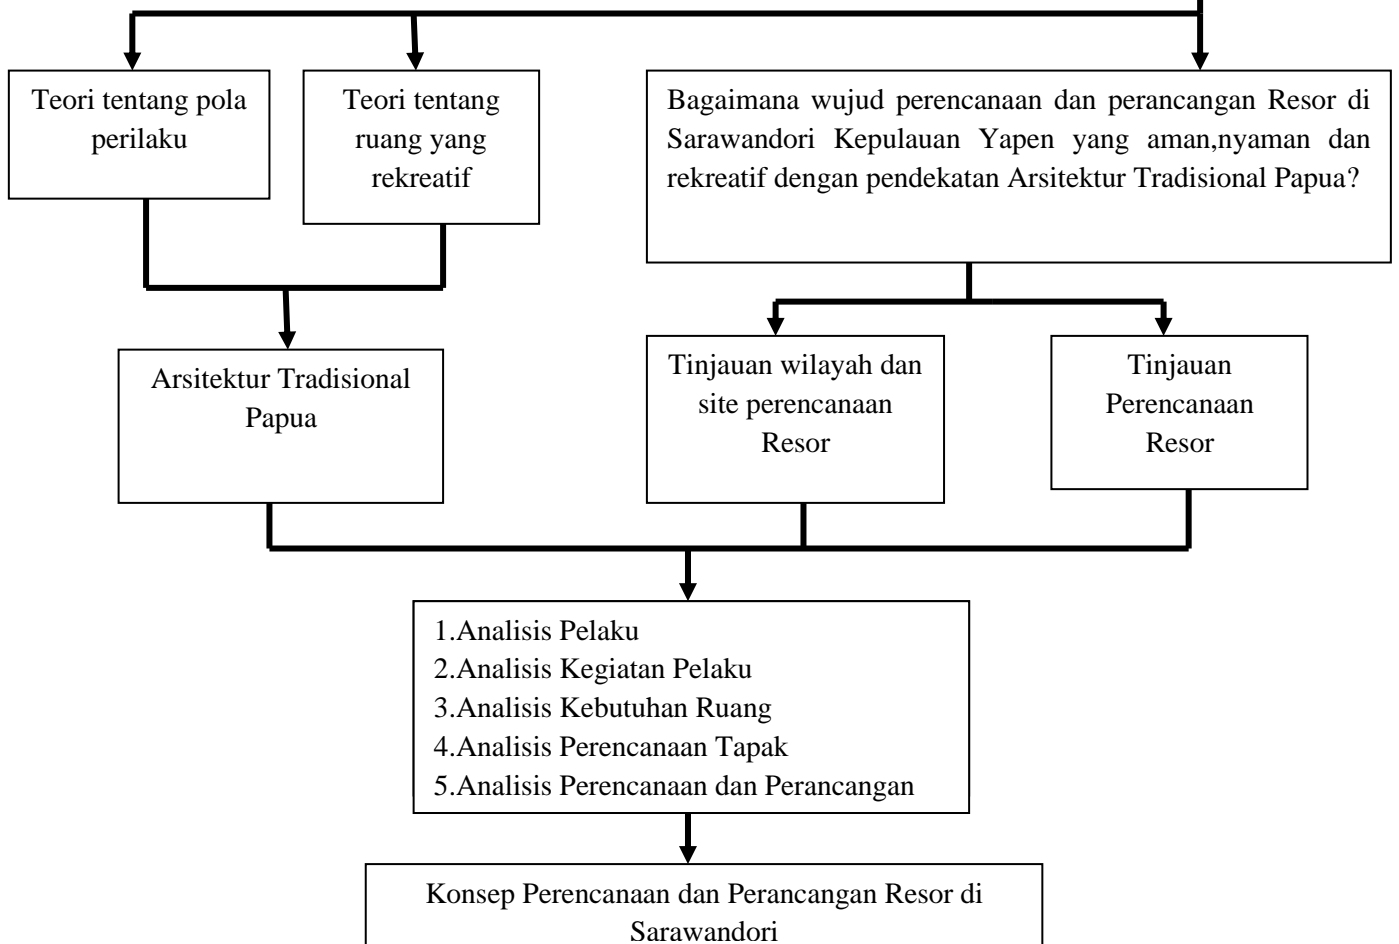 Teori tentang pola
perilaku
Teori tentang
ruang yang
rekreatif
Bagaimana wujud perencanaan dan perancangan Resor di
Sarawandori Kepulauan Yapen yang aman,nyaman dan
rekreatif dengan pendekatan Arsitektur Tradisional Papua?
Arsitektur Tradisional
Papua
Tinjauan wilayah dan
site perencanaan
Resor
Tinjauan
Perencanaan
Resor
1.Analisis Pelaku
2.Analisis Kegiatan Pelaku
3.Analisis Kebutuhan Ruang
4.Analisis Perencanaan Tapak
5.Analisis Perencanaan dan Perancangan
Konsep Perencanaan dan Perancangan Resor di
Sarawandori